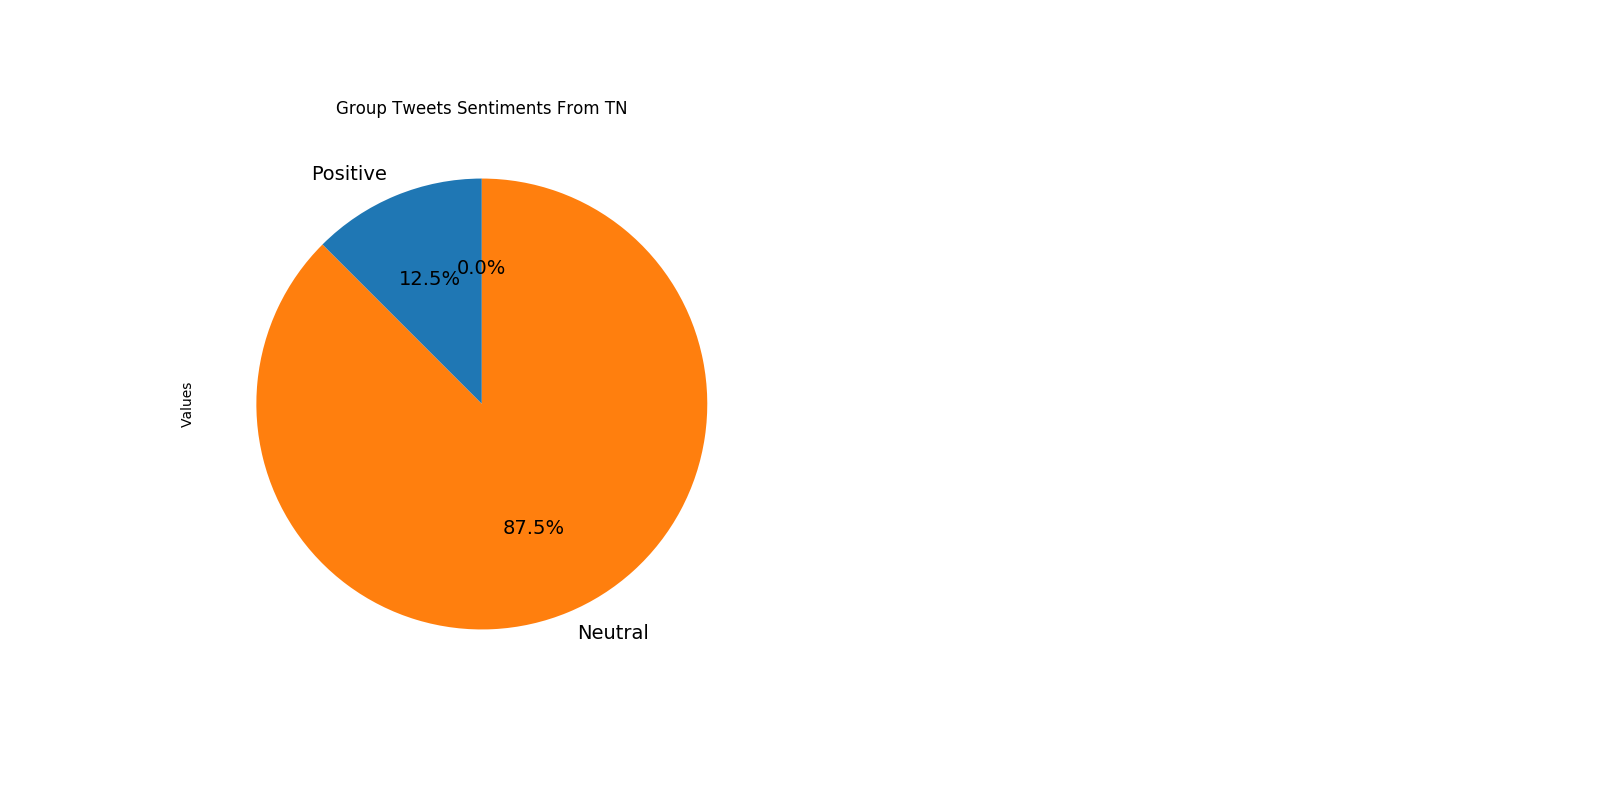 Group Tweets Sentiments From TN
Positive
0.0%
12.5%
Values
87.5%
Neutral